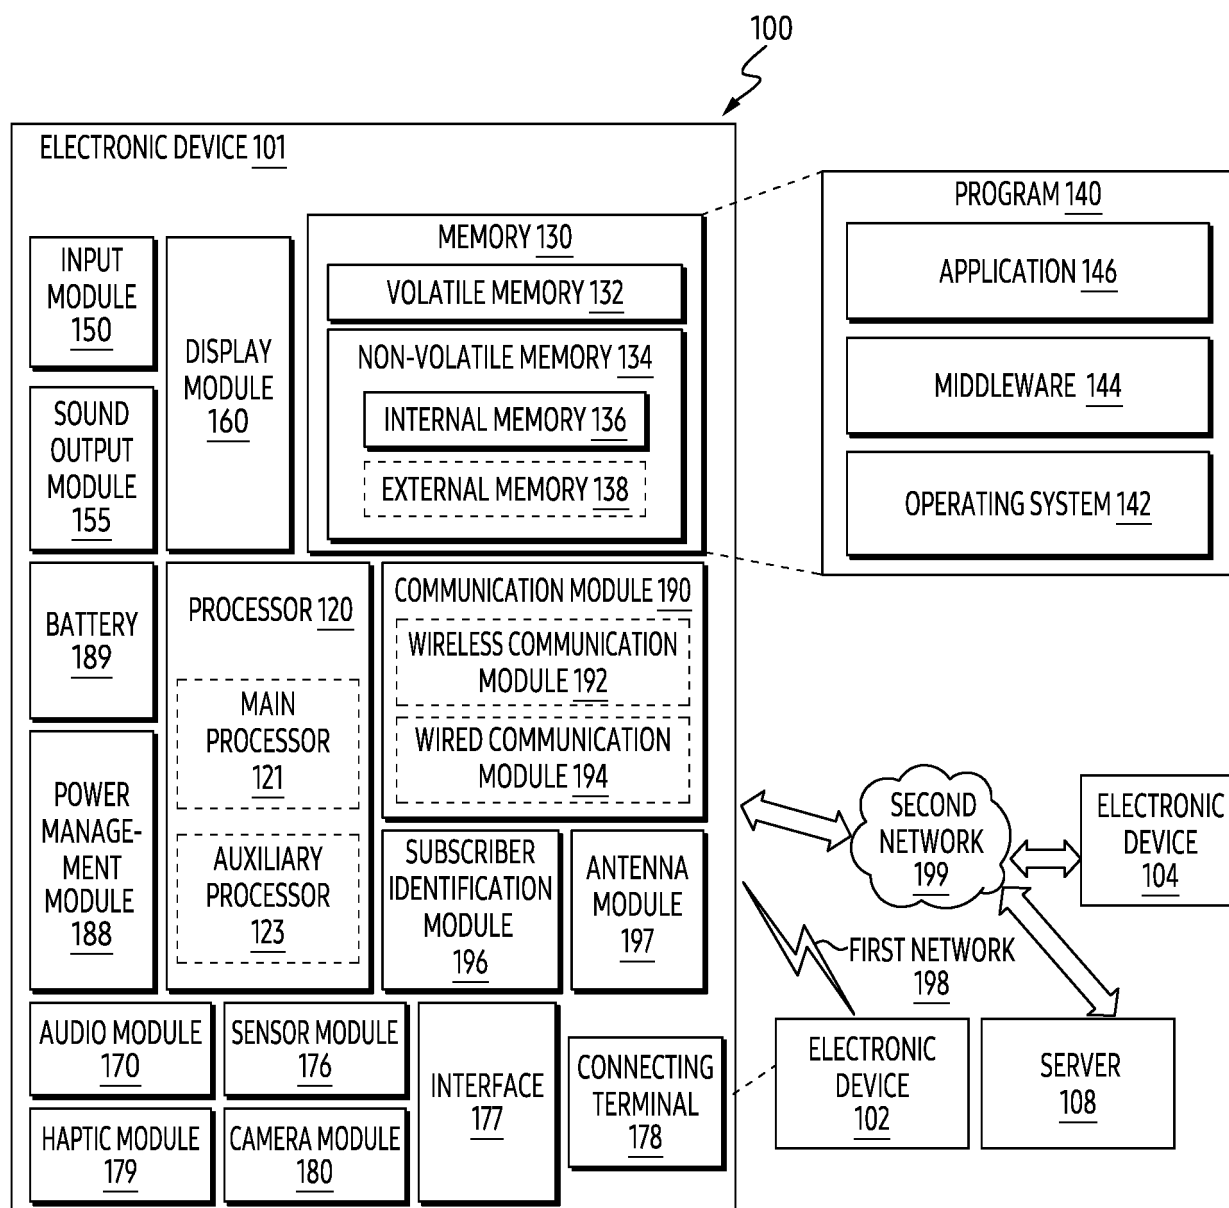 100
ELECTRONIC DEVICE 101
INPUT
MODULE
150
SOUND
OUTPUT
MODULE
155
DISPLAY
MODULE
160
MEMORY 130
VOLATILE MEMORY 132
NON-VOLATILE MEMORY 134
INTERNAL MEMORY 136
EXTERNAL MEMORY 138
PROGRAM 140
APPLICATION 146
MIDDLEWARE 144
OPERATING SYSTEM 142
BATTERY
189
POWER
MANAGE-
MENT
MODULE
188
PROCESSOR 120
MAIN
PROCESSOR
121
AUXILIARY
PROCESSOR
123
COMMUNICATION MODULE 190
WIRELESS COMMUNICATION
MODULE 192
WIRED COMMUNICATION
MODULE 194
SUBSCRIBER
IDENTIFICATION
MODULE
196
ANTENNA
MODULE
197
SECOND
NETWORK
199
ELECTRONIC
DEVICE
104
FIRST NETWORK
198
AUDIO MODULE
170
SENSOR MODULE
176
HAPTIC MODULE
179
CAMERA MODULE
180
INTERFACE
177
CONNECTING
TERMINAL
178
ELECTRONIC
DEVICE
102
SERVER
108